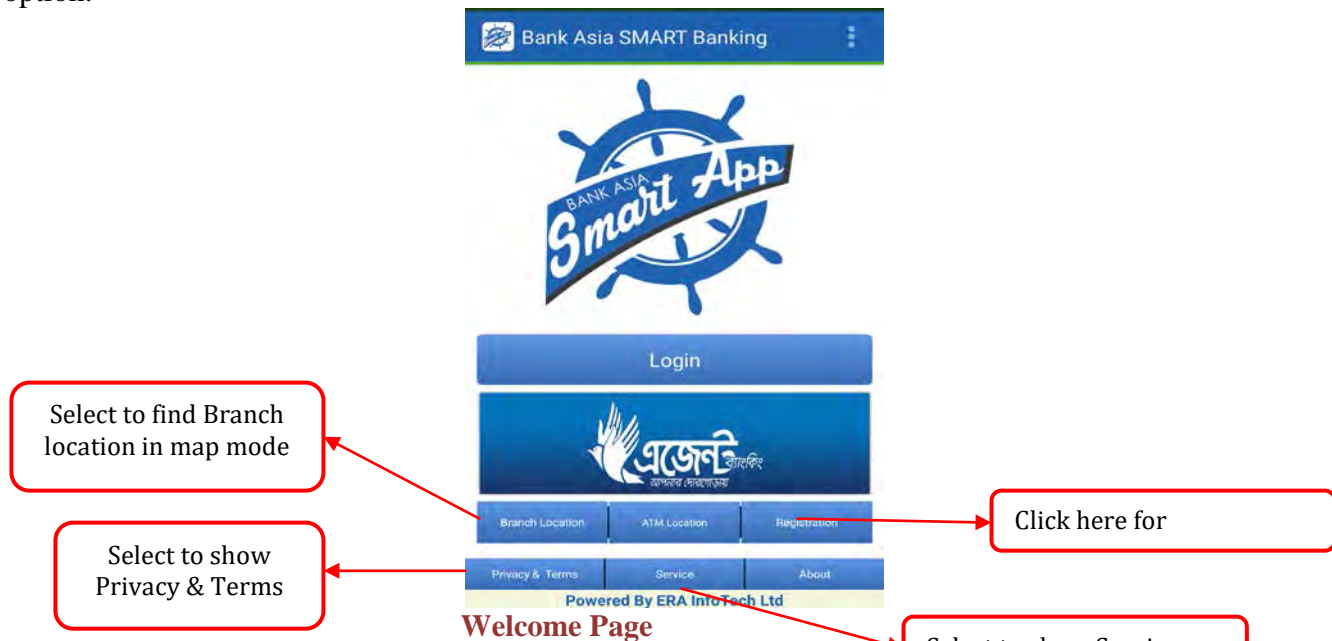 option.
Bank Asia SMART Banking
BANK ASIA
Smart App
Login
এজেন্ট ব্যাংকিং
আপনার দোরগোড়ায়
Select to find Branch
location in map mode
Branch Location ATM Location Registration
Click here for
Select to show
Privacy & Terms
Privacy & Terms Service About
Powered By ERA InfoTech Ltd
Welcome Page